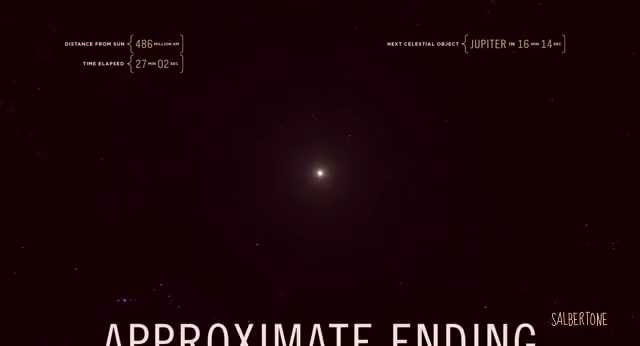 DISTANCE FROM SUN 486 MILLION KM
NEXT CELESTIAL OBJECT JUPITER IN 16 MIN 14 SEC
TIME ELAPSED 27 MIN 02 SEC
SALBERTONE
APPROXIMATE ENDING